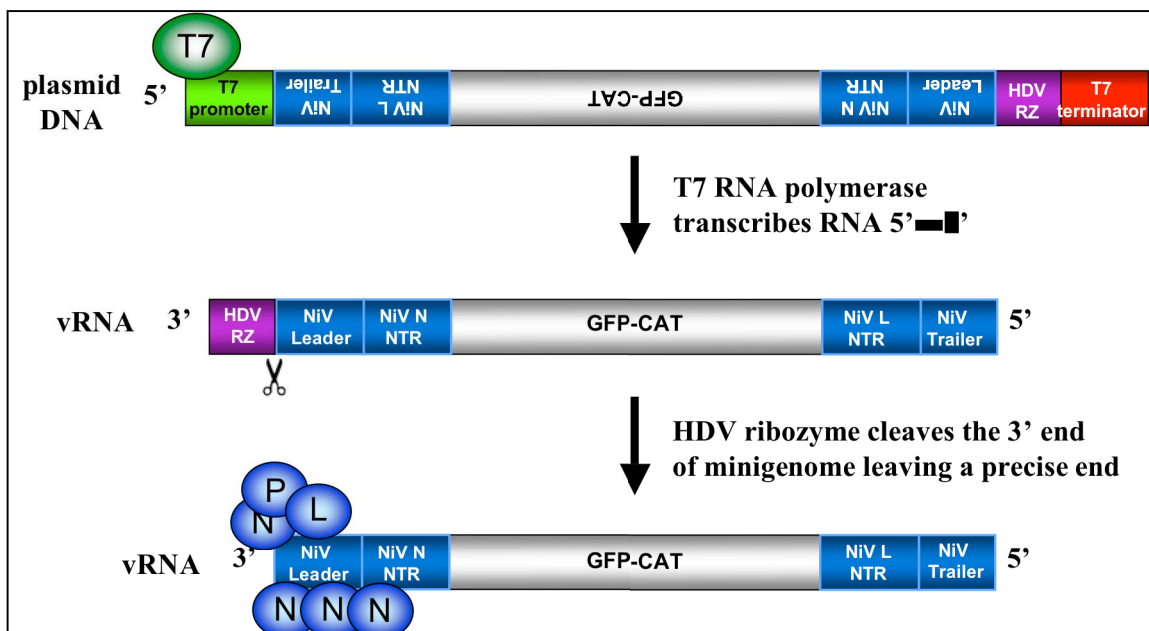 T7
plasmid DNA
5’
T7 promoter
NiV Trailer
NiV L NTR
GFP-CAT
NiV N NTR
NiV Leader
HDV RZ
T7 terminator
T7 RNA polymerase
transcribes RNA 5’ ’
vRNA
3’
HDV RZ
NiV Leader
NiV N NTR
GFP-CAT
NiV L NTR
NiV Trailer
5’
HDV ribozyme cleaves the 3’ end
of minigenome leaving a precise end
P
N
L
vRNA
3’
NiV Leader
NiV N NTR
GFP-CAT
NiV L NTR
NiV Trailer
5’
N N N